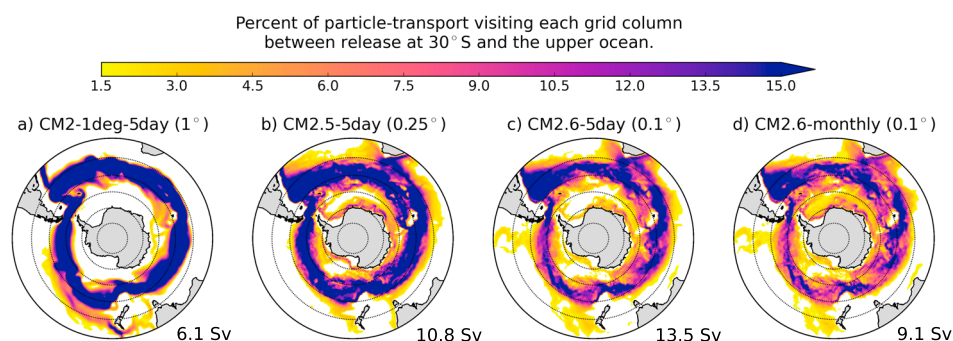 Percent of particle-transport visiting each grid column
between release at 30°S and the upper ocean.
1.5 3.0 4.5 6.0 7.5 9.0 10.5 12.0 13.5 15.0
a) CM2-1deg-5day (1°) b) CM2.5-5day (0.25°) c) CM2.6-5day (0.1°) d) CM2.6-monthly (0.1°)
6.1 Sv 10.8 Sv 13.5 Sv 9.1 Sv